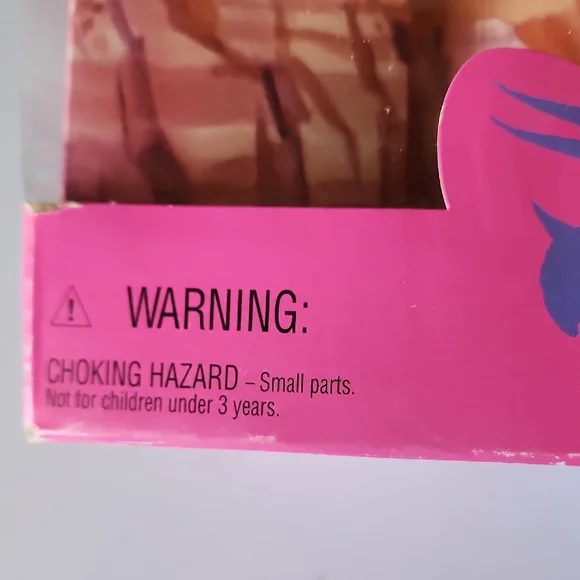 WARNING:
CHOKING HAZARD – Small parts.
Not for children under 3 years.